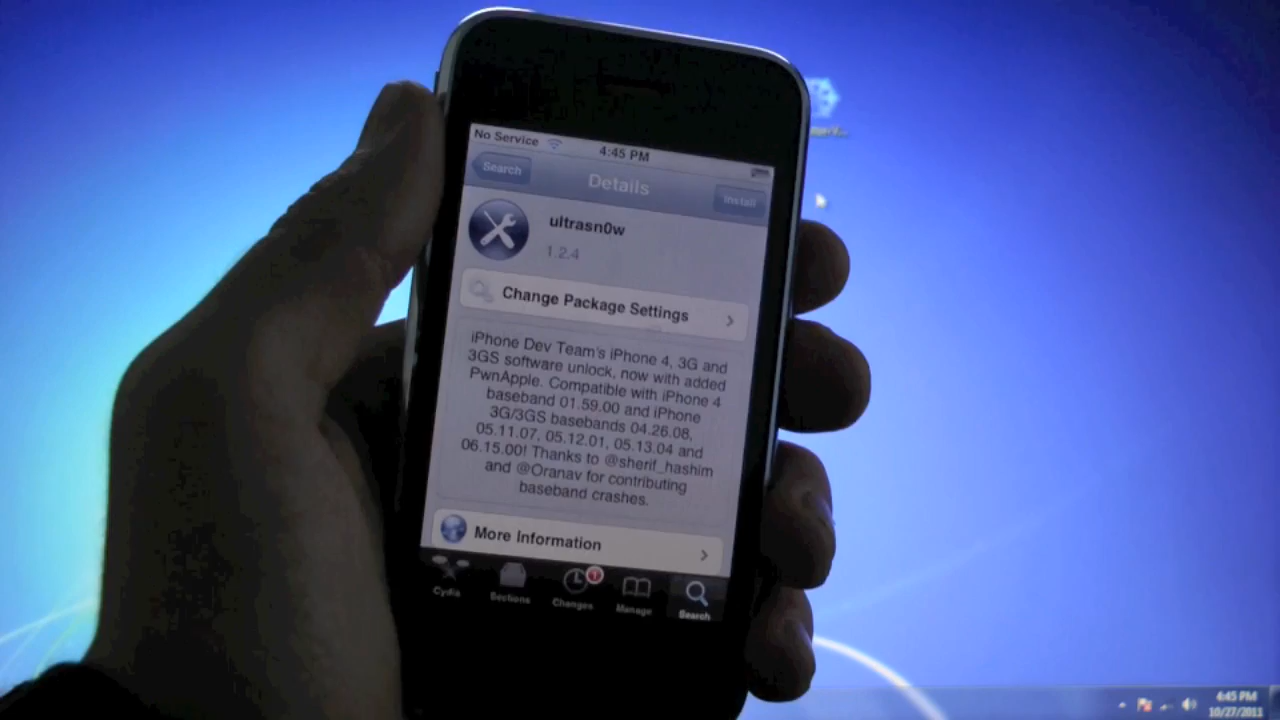 No Service
4:45 PM
Search
Details
Install
ultrasn0w
1.2.4
Change Package Settings
iPhone Dev Team's iPhone 4, 3G and
3GS software unlock, now with added
PwnApple. Compatible with iPhone 4
baseband 01.59.00 and iPhone
3G/3GS basebands 04.26.08,
05.11.07, 05.12.01, 05.13.04 and
06.15.00! Thanks to @sherif_hashim
and @Oranav for contributing
baseband crashes.
More Information
1
Cydia
Sections
Changes
Manage
Search
4:45 PM
10/27/2011